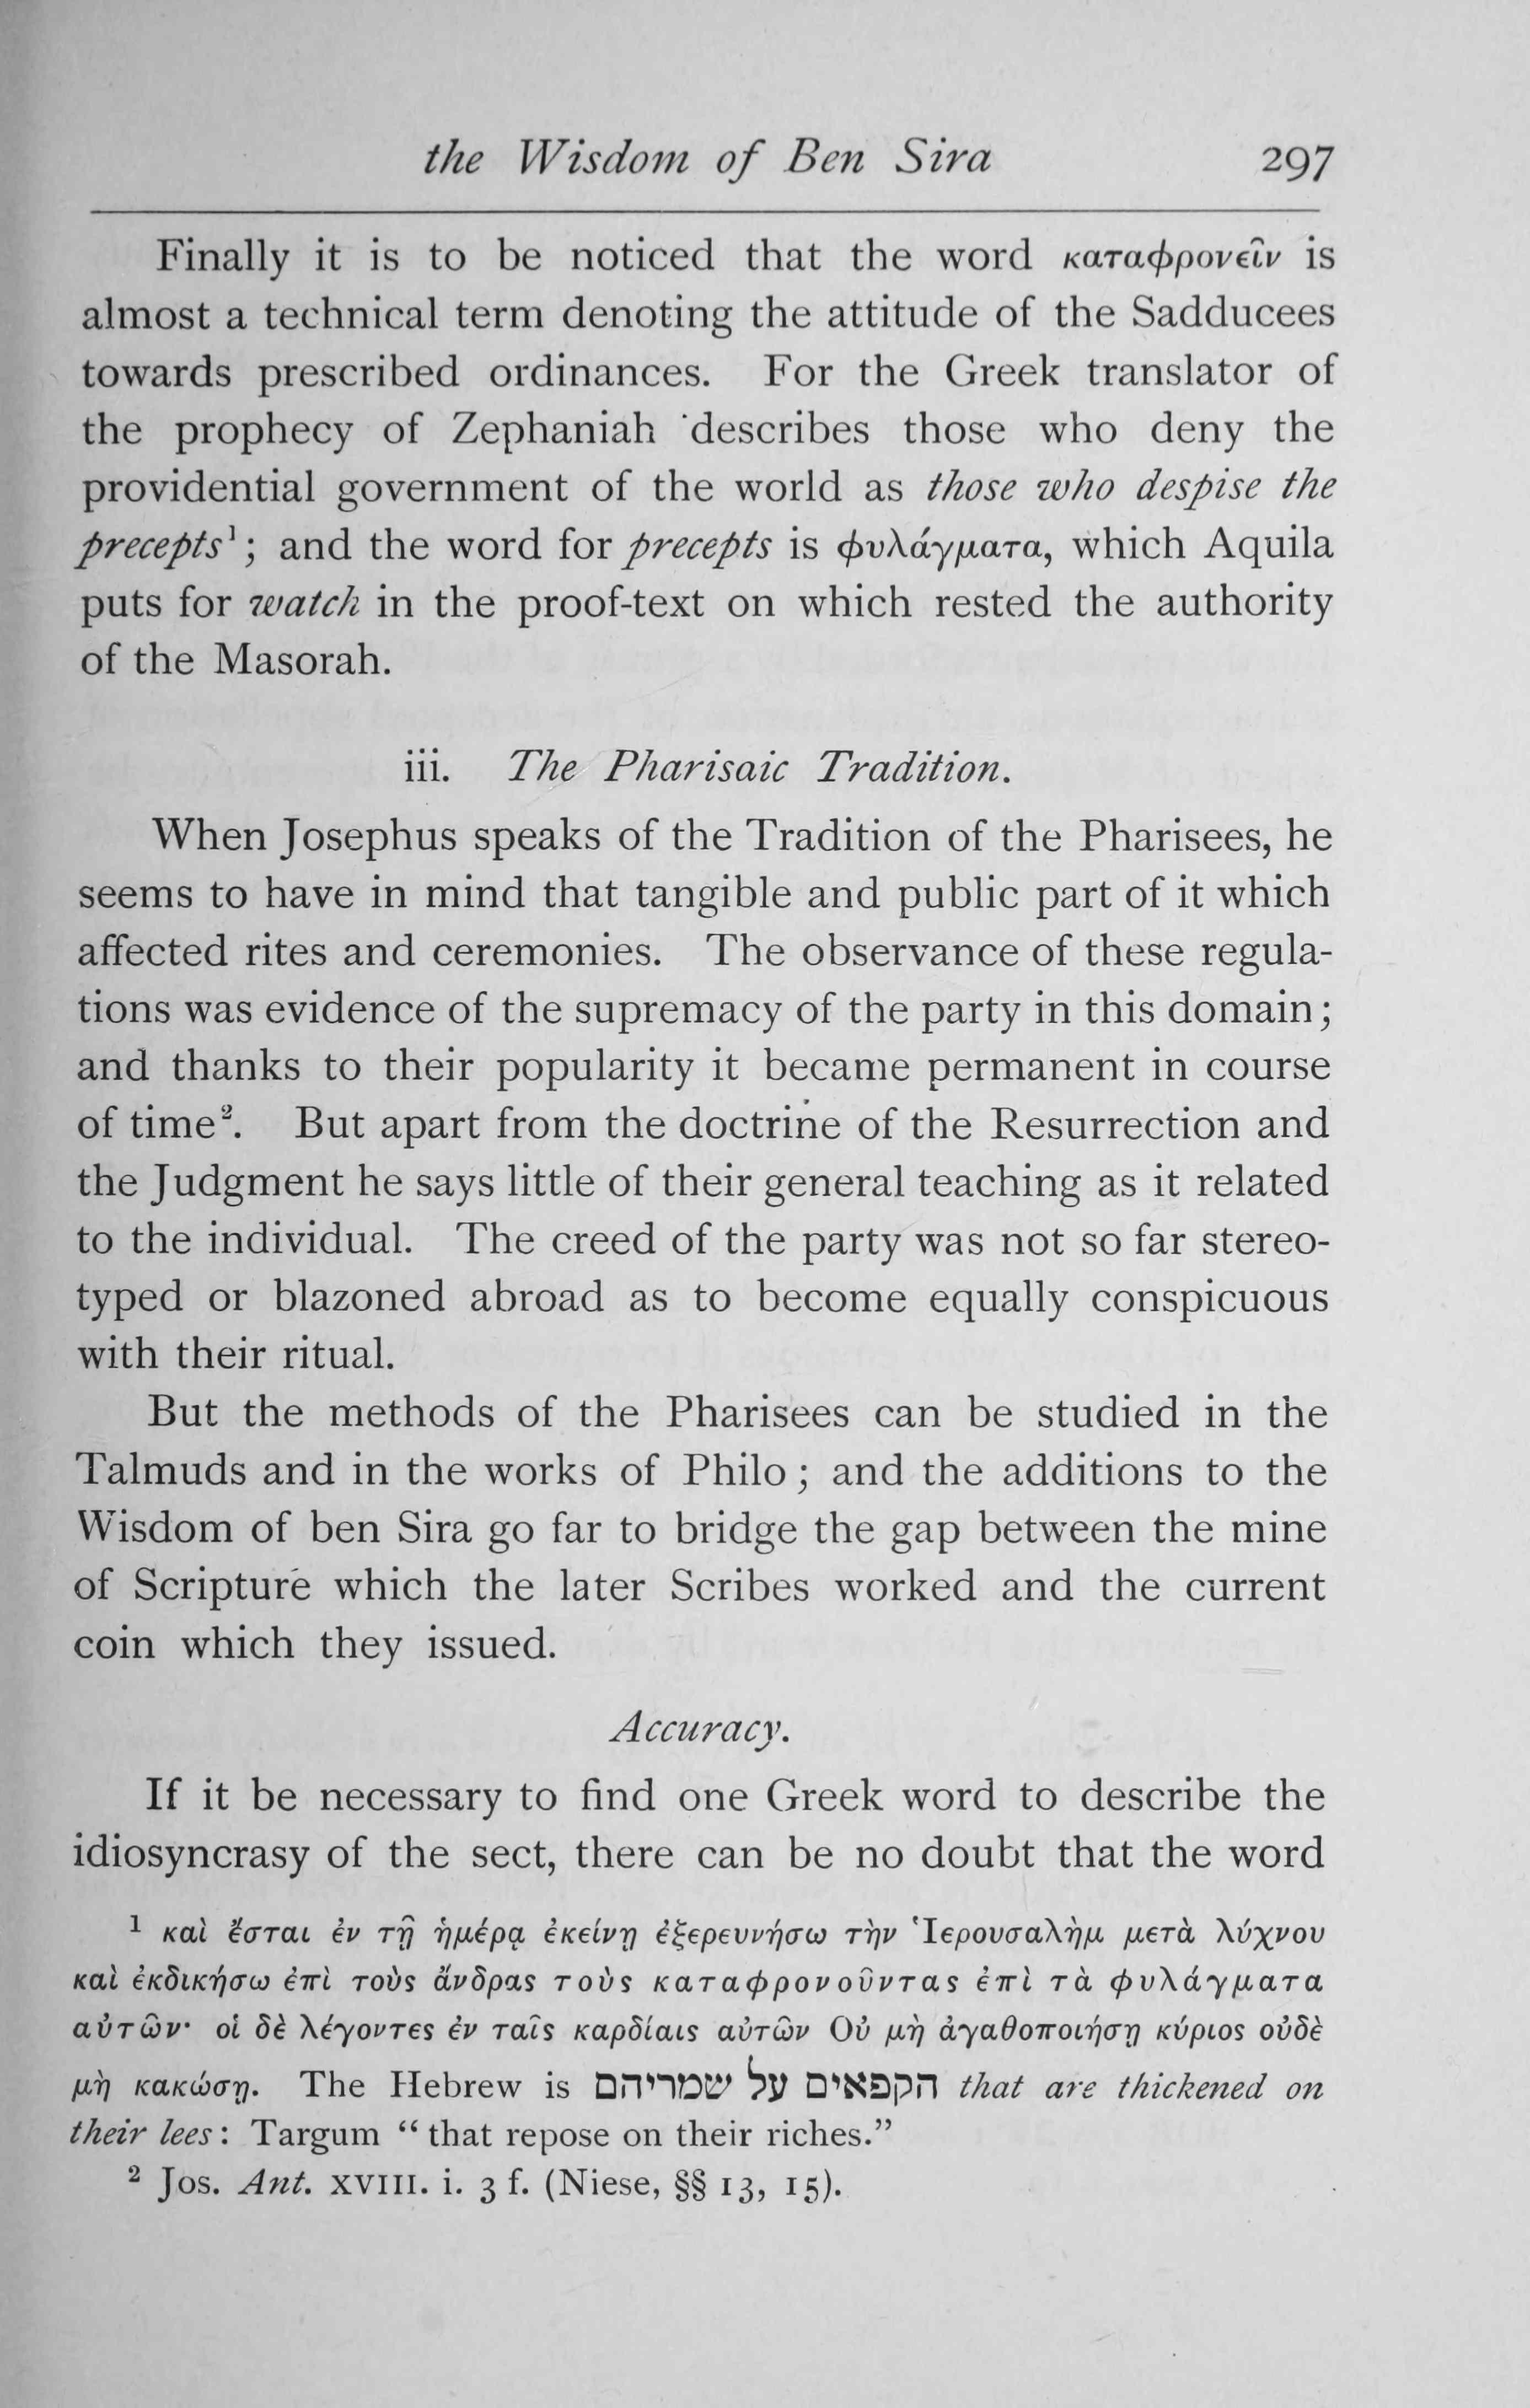 the Wisdom of Ben Sira 297
Finally it is to be noticed that the word καταφρονεῖν is
almost a technical term denoting the attitude of the Sadducees
towards prescribed ordinances. For the Greek translator of
the prophecy of Zephaniah describes those who deny the
providential government of the world as those who despise the
precepts¹; and the word for precepts is φυλάγματα, which Aquila
puts for watch in the proof-text on which rested the authority
of the Masorah.
iii. The Pharisaic Tradition.
When Josephus speaks of the Tradition of the Pharisees, he
seems to have in mind that tangible and public part of it which
affected rites and ceremonies. The observance of these regula-
tions was evidence of the supremacy of the party in this domain;
and thanks to their popularity it became permanent in course
of time². But apart from the doctrine of the Resurrection and
the Judgment he says little of their general teaching as it related
to the individual. The creed of the party was not so far stereo-
typed or blazoned abroad as to become equally conspicuous
with their ritual.
But the methods of the Pharisees can be studied in the
Talmuds and in the works of Philo; and the additions to the
Wisdom of ben Sira go far to bridge the gap between the mine
of Scripture which the later Scribes worked and the current
coin which they issued.
Accuracy.
If it be necessary to find one Greek word to describe the
idiosyncrasy of the sect, there can be no doubt that the word
¹ καὶ ἔσται ἐν τῇ ἡμέρᾳ ἐκείνῃ ἐξερευνήσω τὴν Ἱερουσαλὴμ μετὰ λύχνου
καὶ ἐκδικήσω ἐπὶ τοὺς ἄνδρας τοὺς καταφρονοῦντας ἐπὶ τὰ φυλάγματα
αὐτῶν· οἱ δὲ λέγοντες ἐν ταῖς καρδίαις αὐτῶν Οὐ μὴ ἀγαθοποιήσῃ κύριος οὐδὲ
μὴ κακώσῃ. The Hebrew is הקפאים על שמריהם that are thickened on
their lees: Targum “that repose on their riches.”
² Jos. Ant. XVIII. i. 3 f. (Niese, §§ 13, 15).